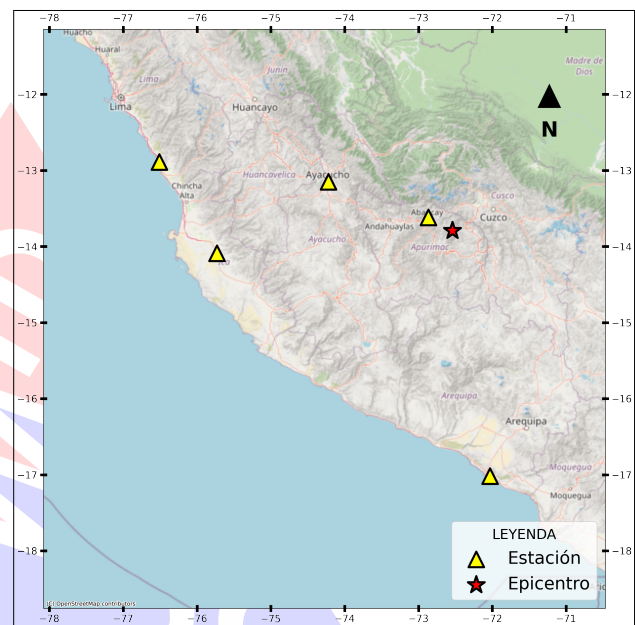 −78 −77 −76 −75 −74 −73 −72 −71
Huacho
Huaral
Lima
Junín
Madre de
Dios
−12
−12
Lima
Huancayo
N
−13
−13
Ayacucho
Huancavelica
Chincha
Alta
Cusco
Abancay
Cuzco
Andahuaylas
Ayacucho
Apurímac
−14
−14
−15
−15
−16
−16
Arequipa
Arequipa
Moquegua
−17
−17
Moquegua
LEYENDA
Estación
Epicentro
−18
−18
(C) OpenStreetMap contributors
−78 −77 −76 −75 −74 −73 −72 −71